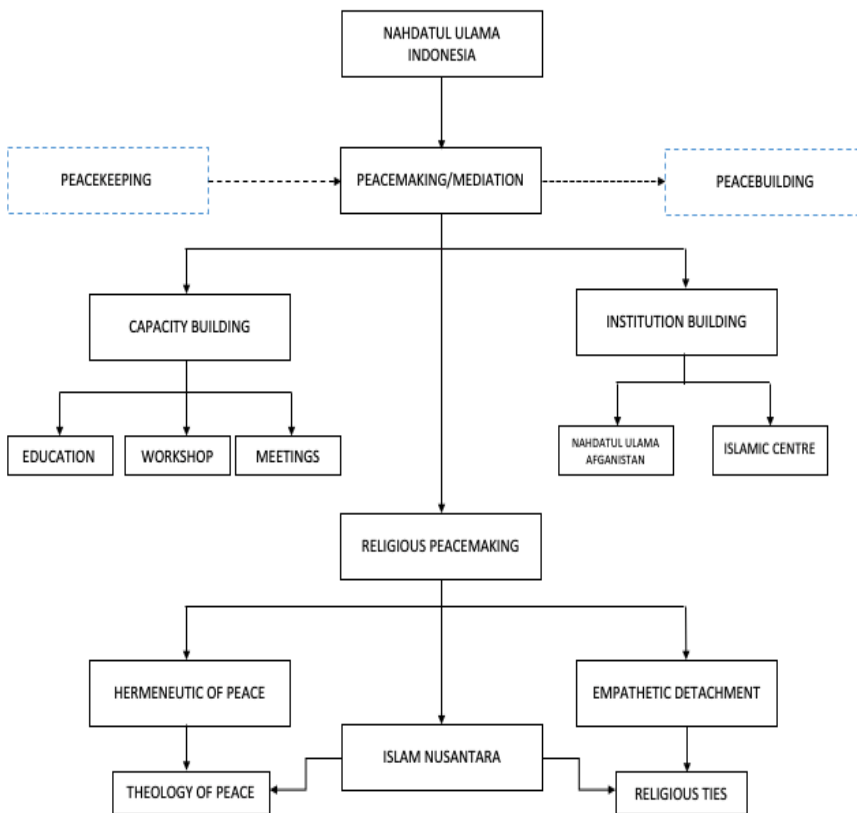 NAHDATUL ULAMA
INDONESIA
PEACEKEEPING
PEACEMAKING/MEDIATION
PEACEBUILDING
CAPACITY BUILDING
INSTITUTION BUILDING
EDUCATION
WORKSHOP
MEETINGS
NAHDATUL ULAMA
AFGANISTAN
ISLAMIC CENTRE
RELIGIOUS PEACEMAKING
HERMENEUTIC OF PEACE
EMPATHETIC DETACHMENT
ISLAM NUSANTARA
THEOLOGY OF PEACE
RELIGIOUS TIES